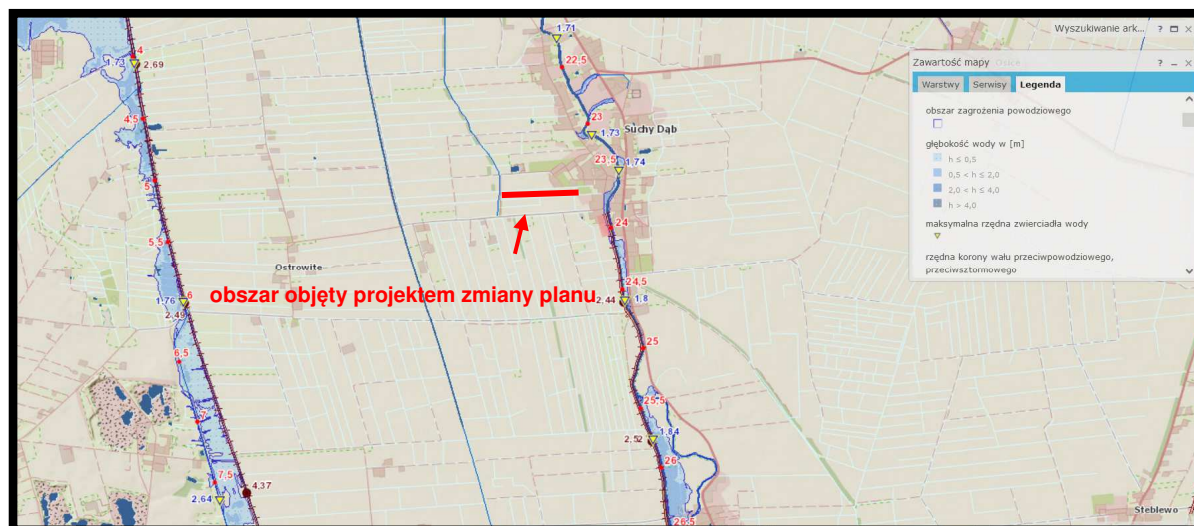 Wyszukiwanie ark...
Zawartość mapy
Warstwy Serwisy Legenda
obszar zagrożenia powodziowego
głębokość wody w [m]
h ≤ 0,5
0,5 < h ≤ 2,0
2,0 < h ≤ 4,0
h > 4,0
maksymalna rzędna zwierciadła wody
rzędna korony wału przeciwpowodziowego,
przeciwsztormowego
1,71
22,5
23
1,73
Suchy Dąb
23,5
1,74
24
24,5
2,44
1,8
25
25,5
2,52
1,84
26
26,5
4
1,73
2,69
4,5
5
5,5
Ostrowite
obszar objęty projektem zmiany planu
6
1,76
2,49
6,5
7
7,5
2,64
4,37
Steblewo